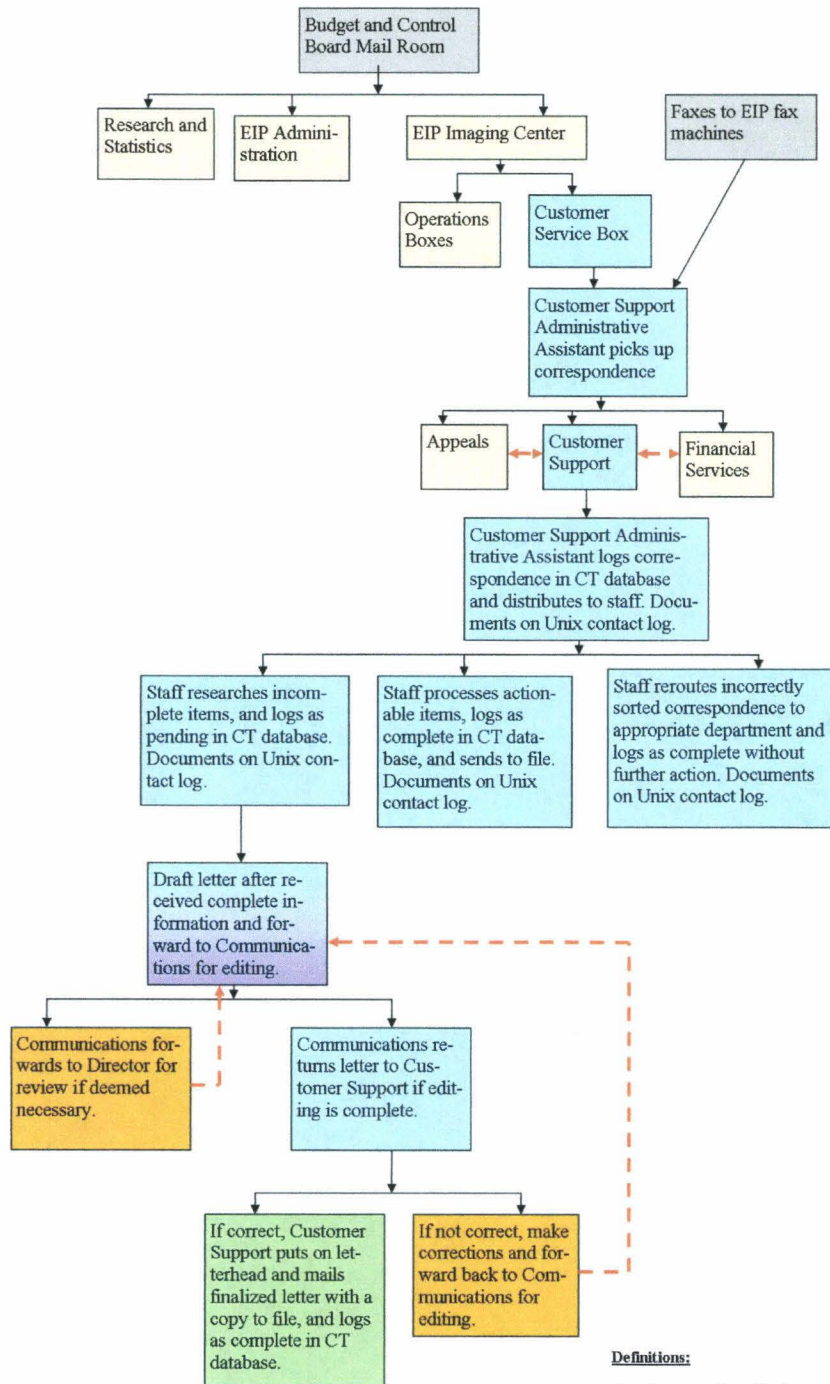 Budget and Control
Board Mail Room
Research and
Statistics
EIP Admini-
stration
EIP Imaging Center
Faxes to EIP fax
machines
Operations
Boxes
Customer
Service Box
Customer Support
Administrative
Assistant picks up
correspondence
Appeals
Customer
Support
Financial
Services
Customer Support Adminis-
trative Assistant logs corre-
spondence in CT database
and distributes to staff. Docu-
ments on Unix contact log.
Staff researches incom-
plete items, and logs as
pending in CT database.
Documents on Unix con-
tact log.
Staff processes action-
able items, logs as
complete in CT data-
base, and sends to file.
Documents on Unix
contact log.
Staff reroutes incorrectly
sorted correspondence to
appropriate department and
logs as complete without
further action. Documents
on Unix contact log.
Draft letter after re-
ceived complete in-
formation and for-
ward to Communica-
tions for editing.
Communications for-
wards to Director for
review if deemed
necessary.
Communications re-
turns letter to Cus-
tomer Support if edit-
ing is complete.
If correct, Customer
Support puts on let-
terhead and mails
finalized letter with a
copy to file, and logs
as complete in CT
database.
If not correct, make
corrections and for-
ward back to Com-
munications for
editing.
Definitions: